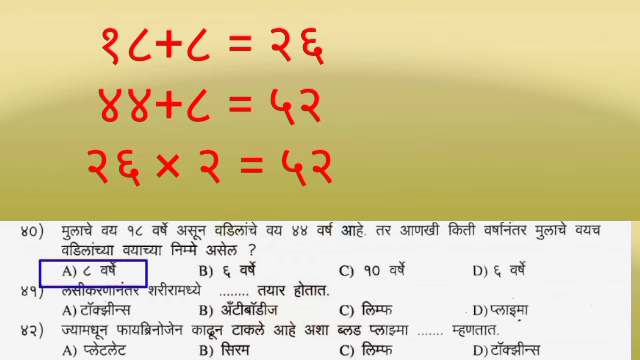 १८+८ = २६
४४+८ = ५२
२६ × २ = ५२
४०) मुलाचे वय १८ वर्षे असून वडिलांचे वय ४४ वर्ष आहे. तर आणखी किती वर्षानंतर मुलाचे वयच
वडिलांच्या वयाच्या निम्मे असेल ?
A) ८ वर्षे B) ६ वर्षे C) १० वर्षे D) ६ वर्षे
४१) लसीकरणानंतर शरीरामध्ये ........ तयार होतात.
A) टॉक्झीन्स B) अँटीबॉडीज C) लिम्फ D) प्लाझ्मा
४२) ज्यामधून फायब्रिनोजेन काढून टाकले आहे अशा ब्लड प्लाझ्मा ....... म्हणतात.
A) प्लेटलेट B) सिरम C) लिम्फ D) टॉक्झीन्स